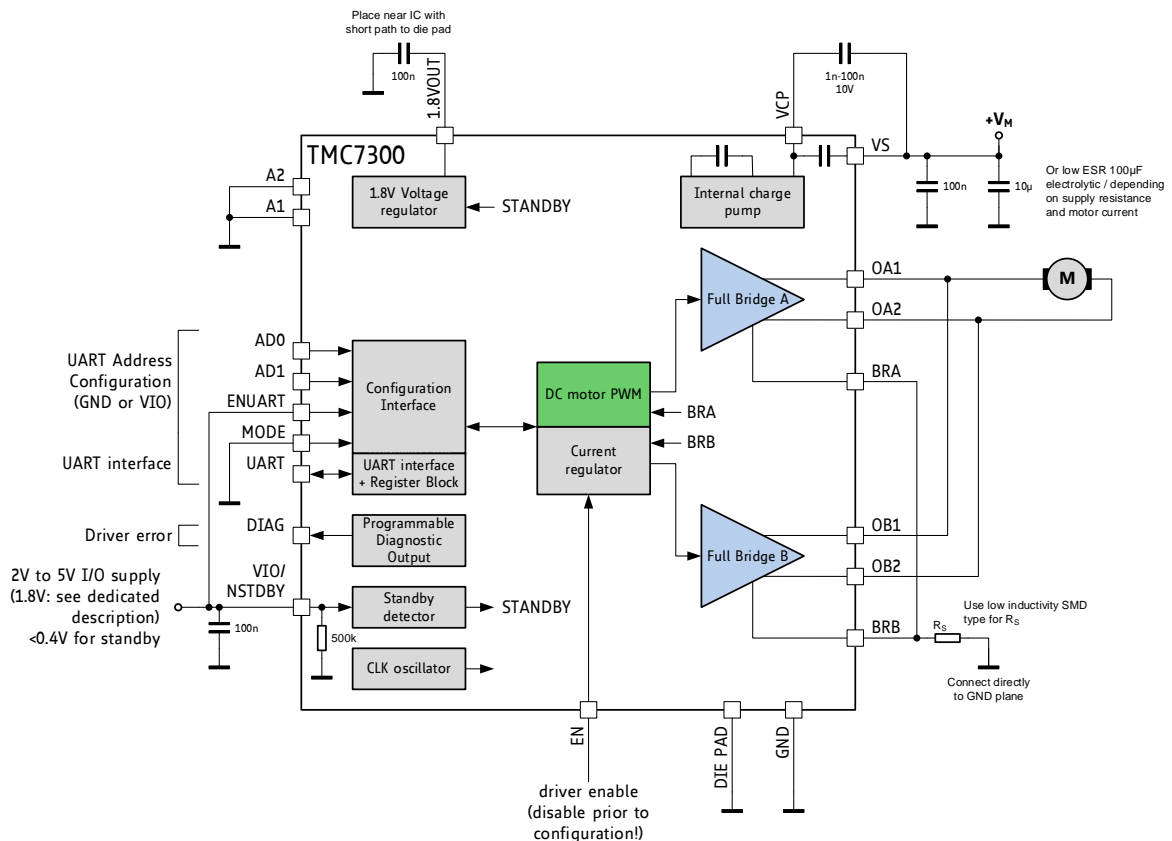 Place near IC with
short path to die pad
100n
1.8VOUT
VCP
1n-100n
10V
+VM
VS
TMC7300
A2
A1
1.8V Voltage
regulator
STANDBY
Internal charge
pump
100n
10µ
Or low ESR 100µF
electrolytic / depending
on supply resistance
and motor current
OA1
M
Full Bridge A
OA2
BRA
UART Address
Configuration
(GND or VIO)
UART interface
AD0
AD1
ENUART
MODE
UART
Configuration
Interface
UART interface
+ Register Block
DC motor PWM
BRA
BRB
Current
regulator
Driver error
DIAG
Programmable
Diagnostic
Output
OB1
Full Bridge B
OB2
BRB
2V to 5V I/O supply
(1.8V: see dedicated
description)
<0.4V for standby
VIO/
NSTDBY
100n
500k
Standby
detector
STANDBY
CLK oscillator
Use low inductivity SMD
type for RS
RS
Connect directly
to GND plane
EN
DIE PAD
GND
driver enable
(disable prior to
configuration!)